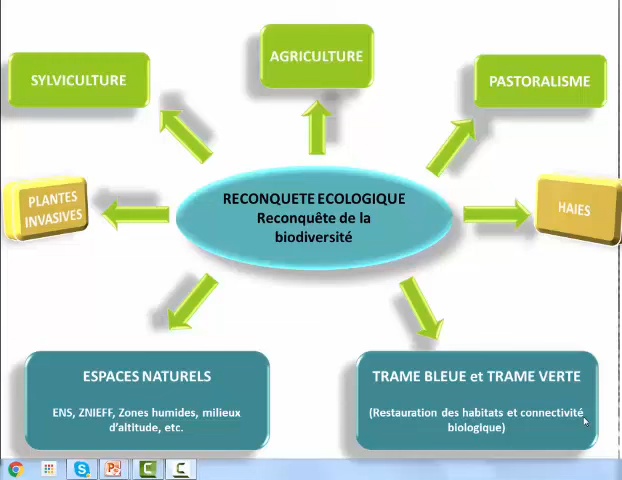 AGRICULTURE
SYLVICULTURE
PASTORALISME
RECONQUETE ECOLOGIQUE
Reconquête de la
biodiversité
PLANTES
INVASIVES
HAIES
ESPACES NATURELS
ENS, ZNIEFF, Zones humides, milieux
d'altitude, etc.
TRAME BLEUE et TRAME VERTE
(Restauration des habitats et connectivité
biologique)